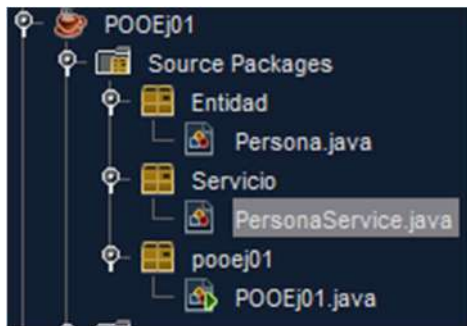 POOEj01
Source Packages
Entidad
Persona.java
Servicio
PersonaService.java
pooej01
POOEj01.java